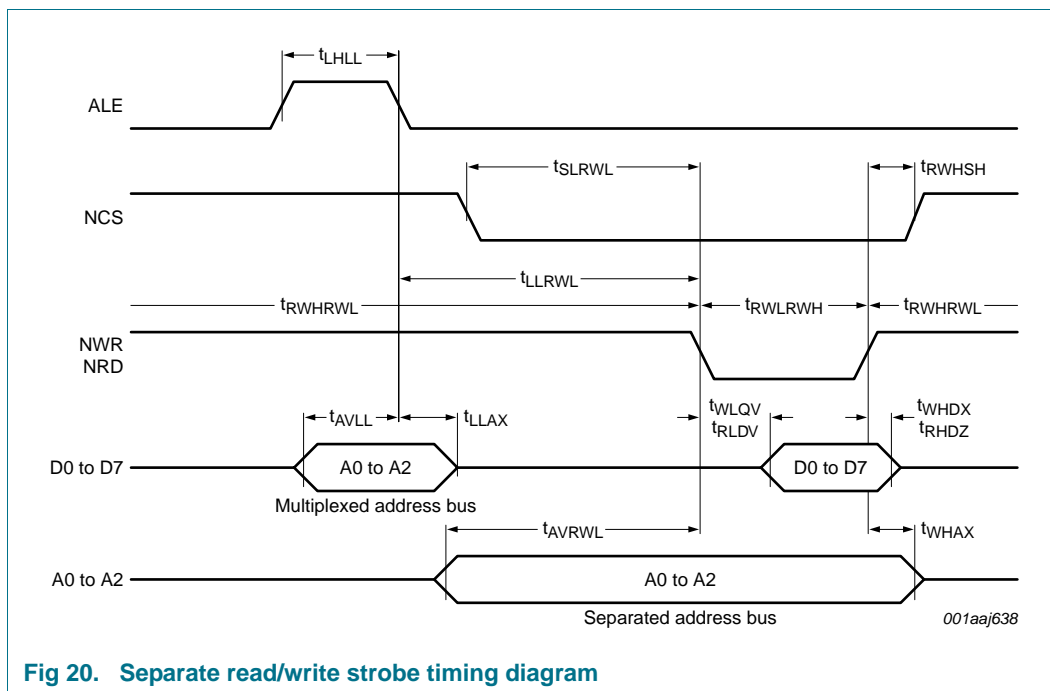 tLHLL
ALE
tSLRWL
tRWHSH
NCS
tLLRWL
tRWHRWL
tRWLRWH
tRWHRWL
NWR
NRD
tAVLL
tLLAX
tWLQV
tRLDV
tWHDX
tRHDZ
D0 to D7
A0 to A2
D0 to D7
Multiplexed address bus
tAVRWL
tWHAX
A0 to A2
A0 to A2
Separated address bus
001aaj638
Fig 20. Separate read/write strobe timing diagram